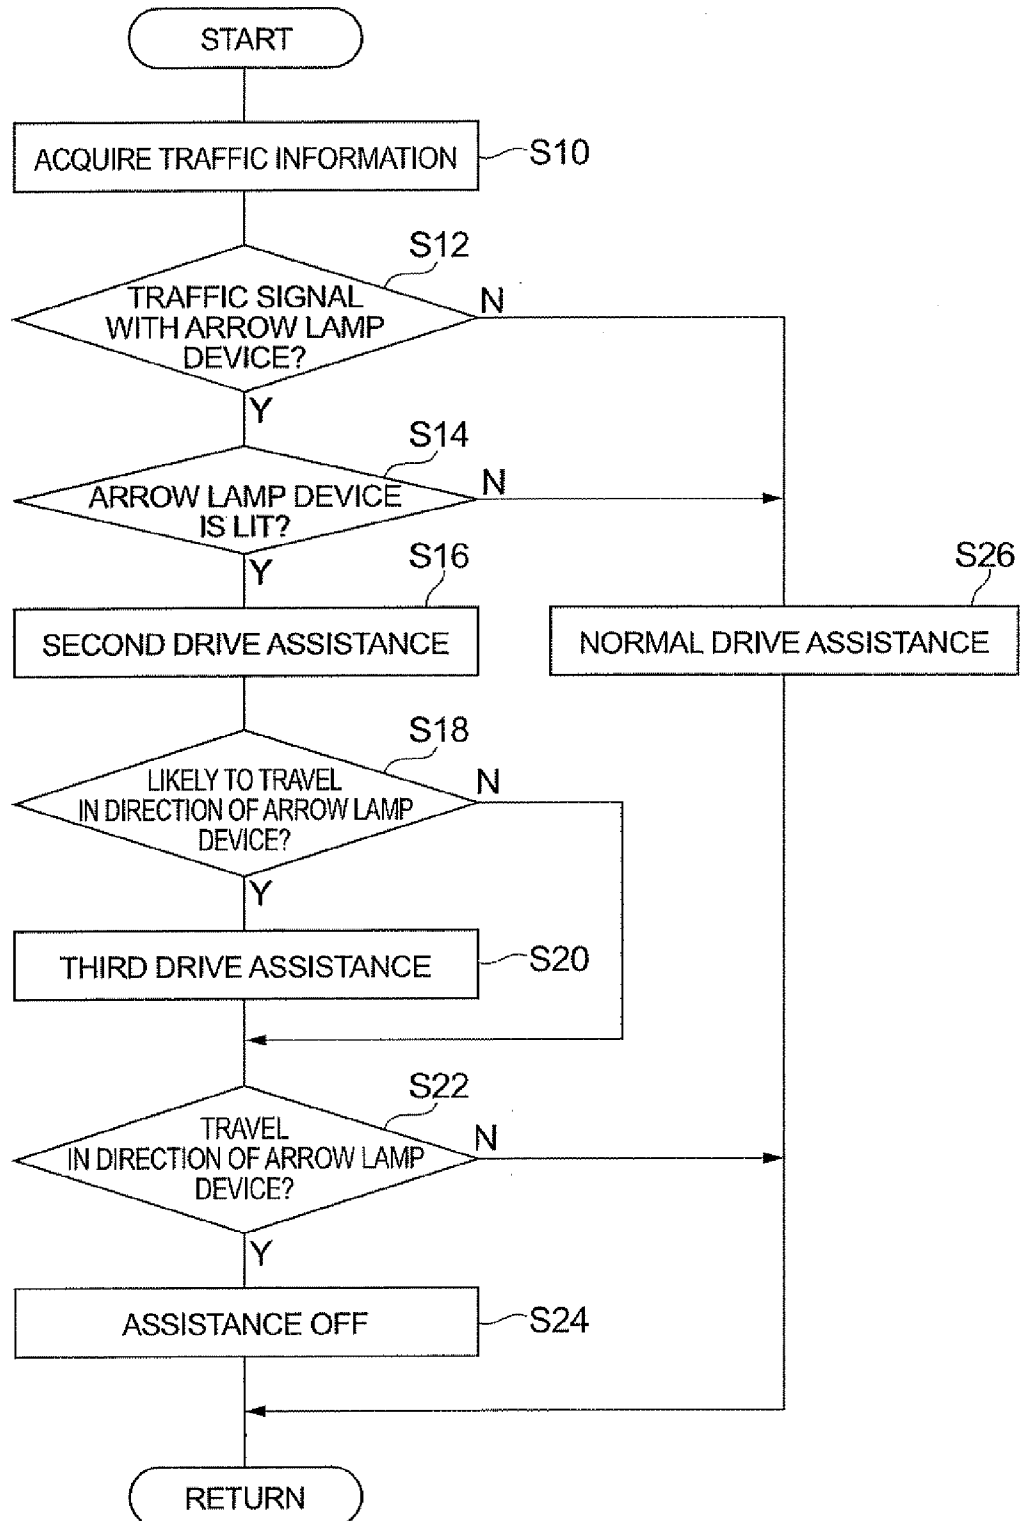 START
ACQUIRE TRAFFIC INFORMATION
S10
S12
TRAFFIC SIGNAL
WITH ARROW LAMP
DEVICE?
N
Y
S14
ARROW LAMP DEVICE
IS LIT?
N
Y
S16
SECOND DRIVE ASSISTANCE
S26
NORMAL DRIVE ASSISTANCE
S18
LIKELY TO TRAVEL
IN DIRECTION OF ARROW LAMP
DEVICE?
N
Y
THIRD DRIVE ASSISTANCE
S20
S22
TRAVEL
IN DIRECTION OF ARROW LAMP
DEVICE?
N
Y
ASSISTANCE OFF
S24
RETURN